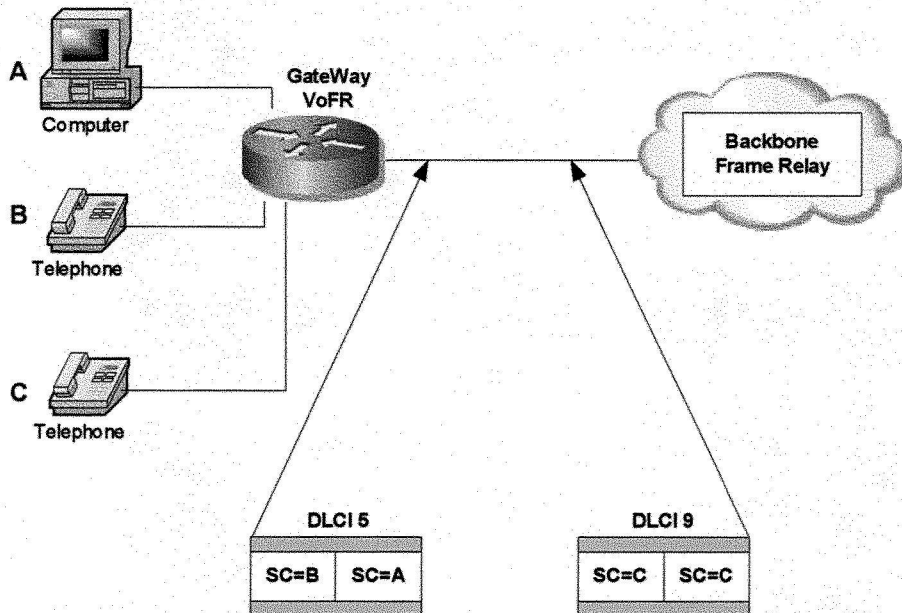 A
Computer
GateWay
VoFR
Backbone
Frame Relay
B
Telephone
C
Telephone
DLCI 5
SC=B SC=A
DLCI 9
SC=C SC=C